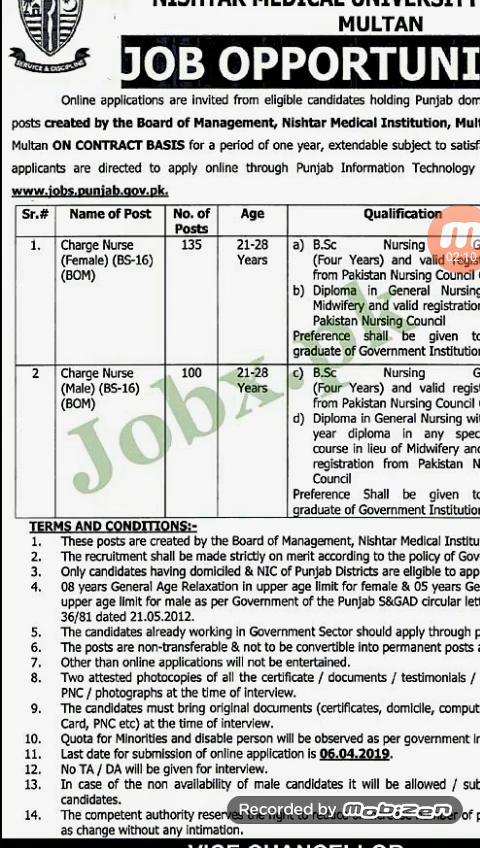 NISHTAR MEDICAL UNIVERSITY
MULTAN
SERVICE & DISCIPLINE
JOB OPPORTUNI
Online applications are invited from eligible candidates holding Punjab dom
posts created by the Board of Management, Nishtar Medical Institution, Mul
Multan ON CONTRACT BASIS for a period of one year, extendable subject to satisf
applicants are directed to apply online through Punjab Information Technology
www.jobs.punjab.gov.pk.
Sr.# Name of Post No. of Posts Age Qualification
1. Charge Nurse 135 21-28 a) B.Sc Nursing G
(Female) (BS-16) Years (Four Years) and valid regist
(BOM) from Pakistan Nursing Council
b) Diploma in General Nursing
Midwifery and valid registration
Pakistan Nursing Council
Preference shall be given to
graduate of Government Institution
2 Charge Nurse 100 21-28 c) B.Sc Nursing G
(Male) (BS-16) Years (Four Years) and valid regist
(BOM) from Pakistan Nursing Council
d) Diploma in General Nursing wi
year diploma in any spec
course in lieu of Midwifery and
registration from Pakistan N
Council
Preference Shall be given to
graduate of Government Institution
Jobx.pk
02:10
TERMS AND CONDITIONS:-
1. These posts are created by the Board of Management, Nishtar Medical Institu
2. The recruitment shall be made strictly on merit according to the policy of Gov
3. Only candidates having domiciled & NIC of Punjab Districts are eligible to app
4. 08 years General Age Relaxation in upper age limit for female & 05 years Ge
upper age limit for male as per Government of the Punjab S&GAD circular lett
36/81 dated 21.05.2012.
5. The candidates already working in Government Sector should apply through p
6. The posts are non-transferable & not to be convertible into permanent posts a
7. Other than online applications will not be entertained.
8. Two attested photocopies of all the certificate / documents / testimonials /
PNC / photographs at the time of interview.
9. The candidates must bring original documents (certificates, domicile, comput
Card, PNC etc) at the time of interview.
10. Quota for Minorities and disable person will be observed as per government in
11. Last date for submission of online application is 06.04.2019.
12. No TA / DA will be given for interview.
13. In case of the non availability of male candidates it will be allowed / sub
candidates.
14. The competent authority reserves the right to of p
as change without any intimation.
Recorded by Mobizen
VICE CHANCELLOR